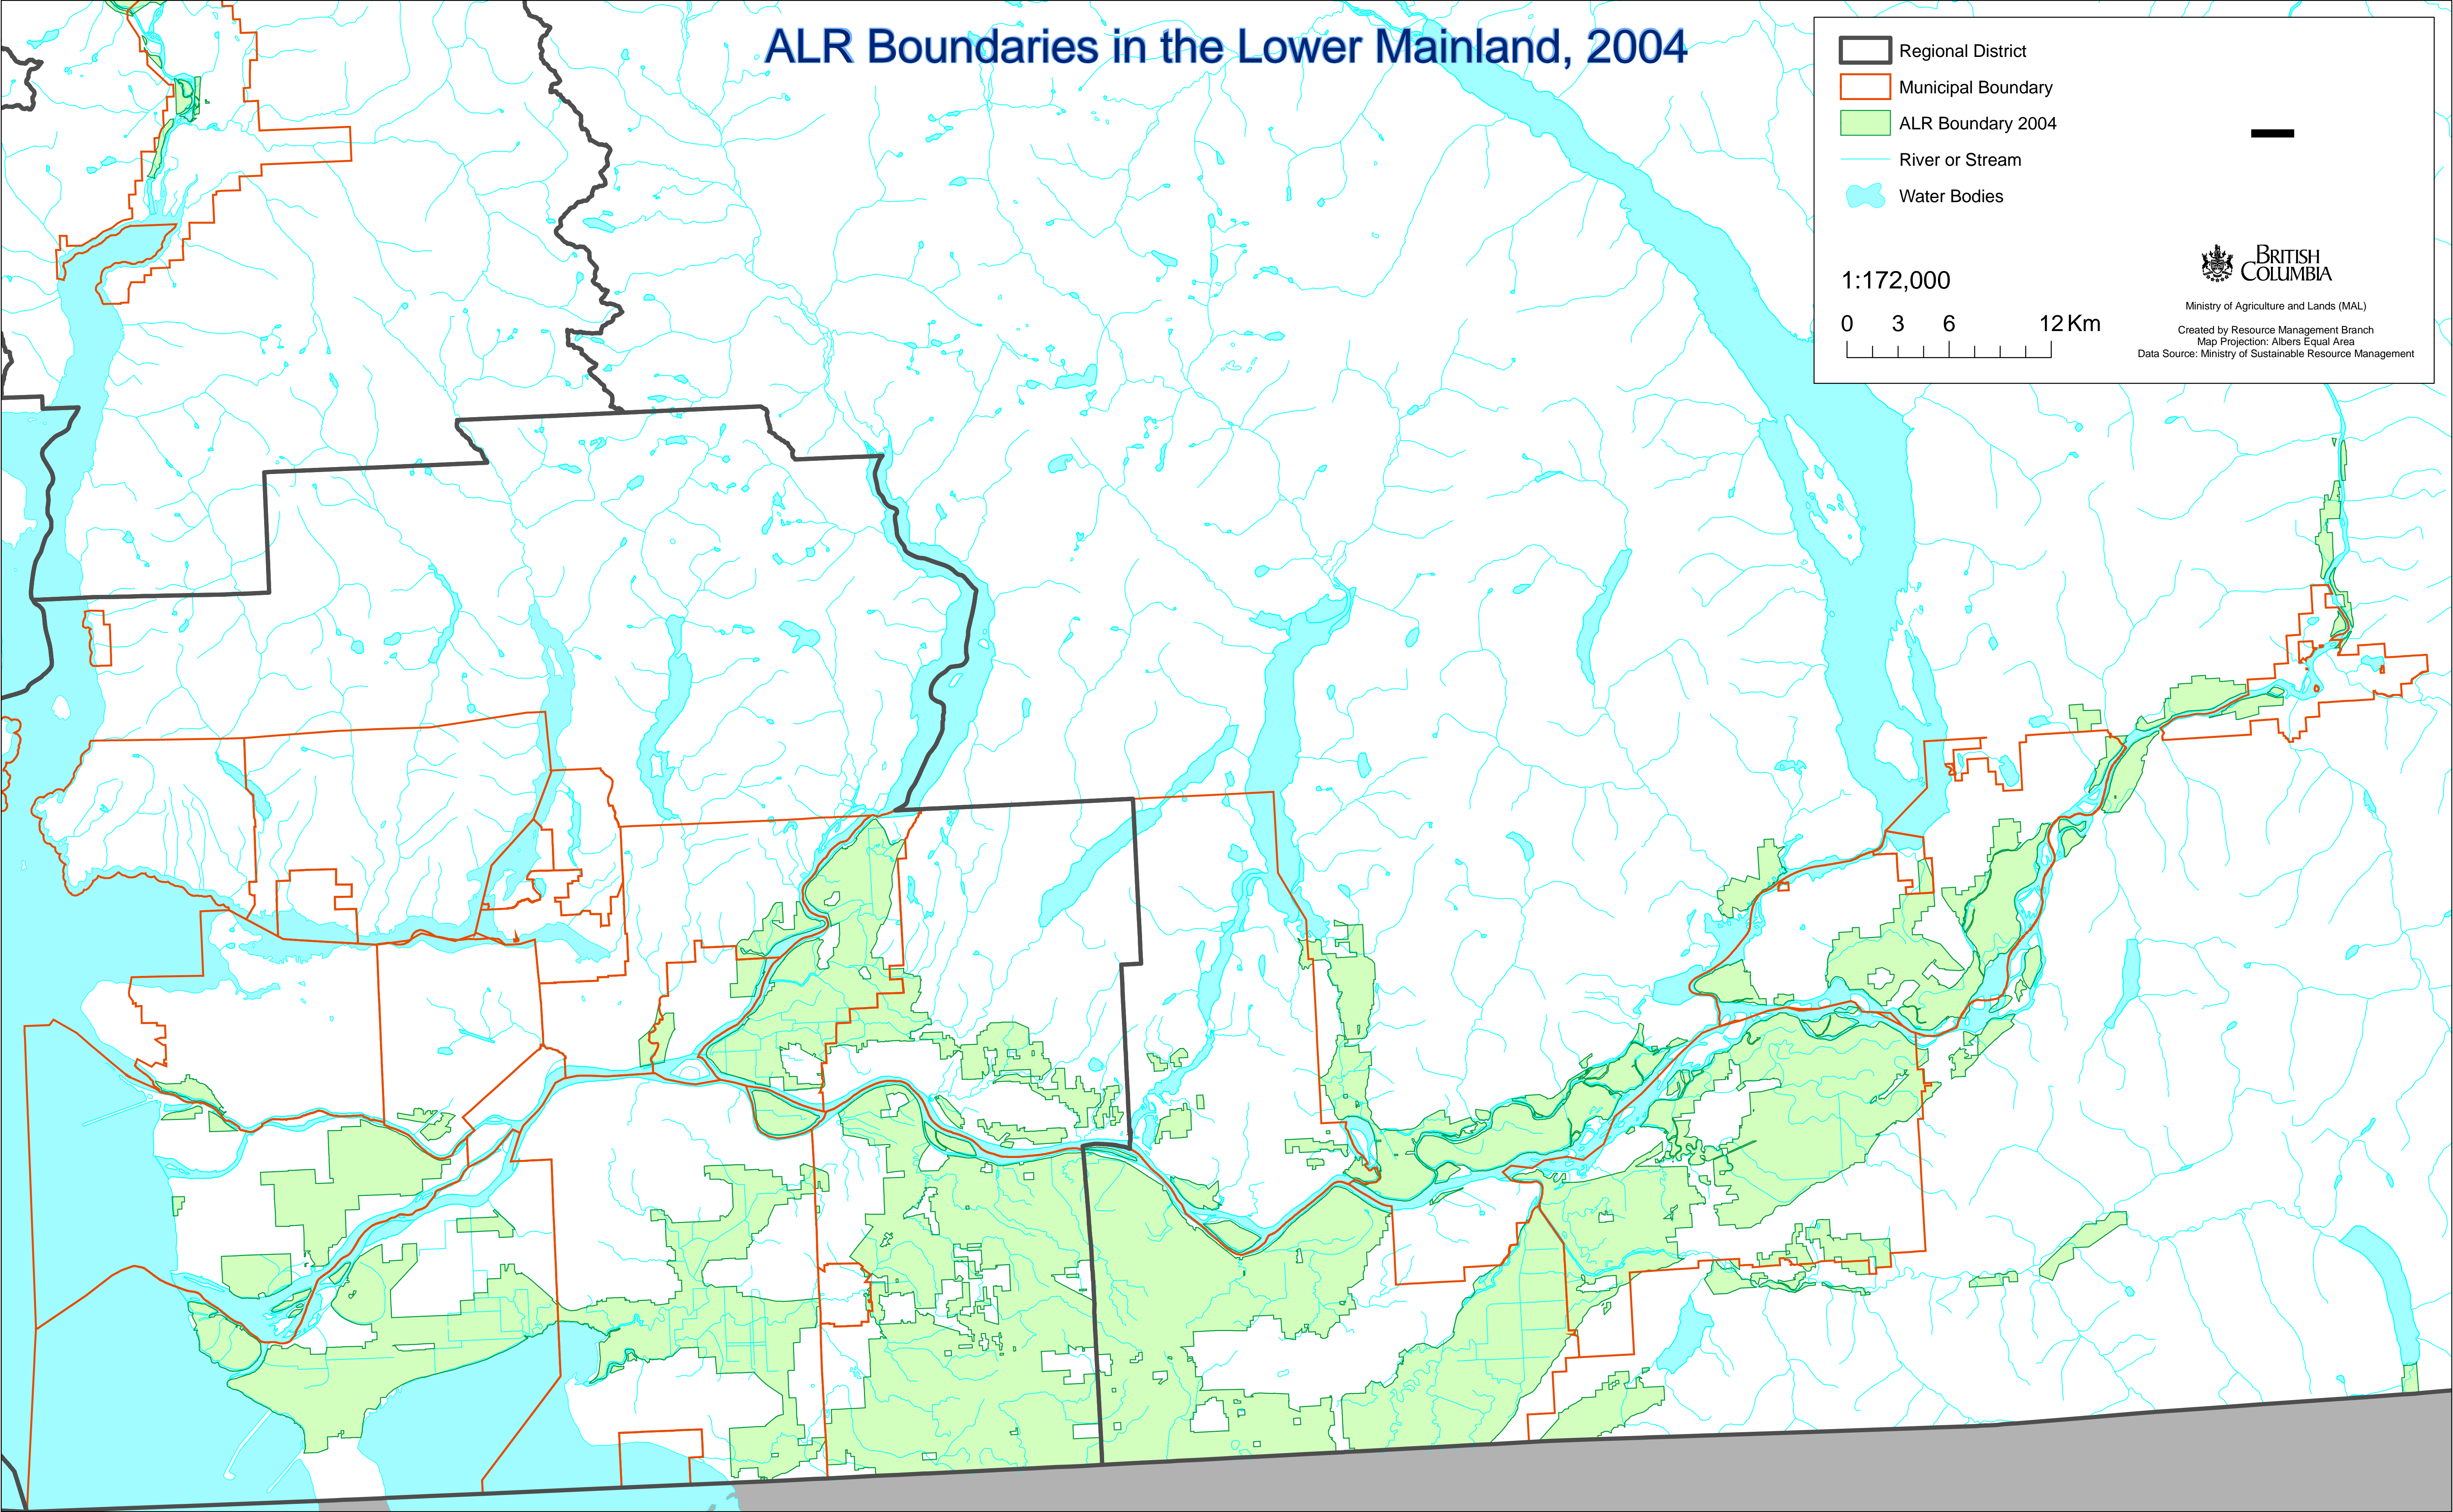 ALR Boundaries in the Lower Mainland, 2004
Regional District
Municipal Boundary
ALR Boundary 2004
River or Stream
Water Bodies
1:172,000
0 3 6 12 Km
BRITISH
COLUMBIA
Ministry of Agriculture and Lands (MAL)
Created by Resource Management Branch
Map Projection: Albers Equal Area
Data Source: Ministry of Sustainable Resource Management